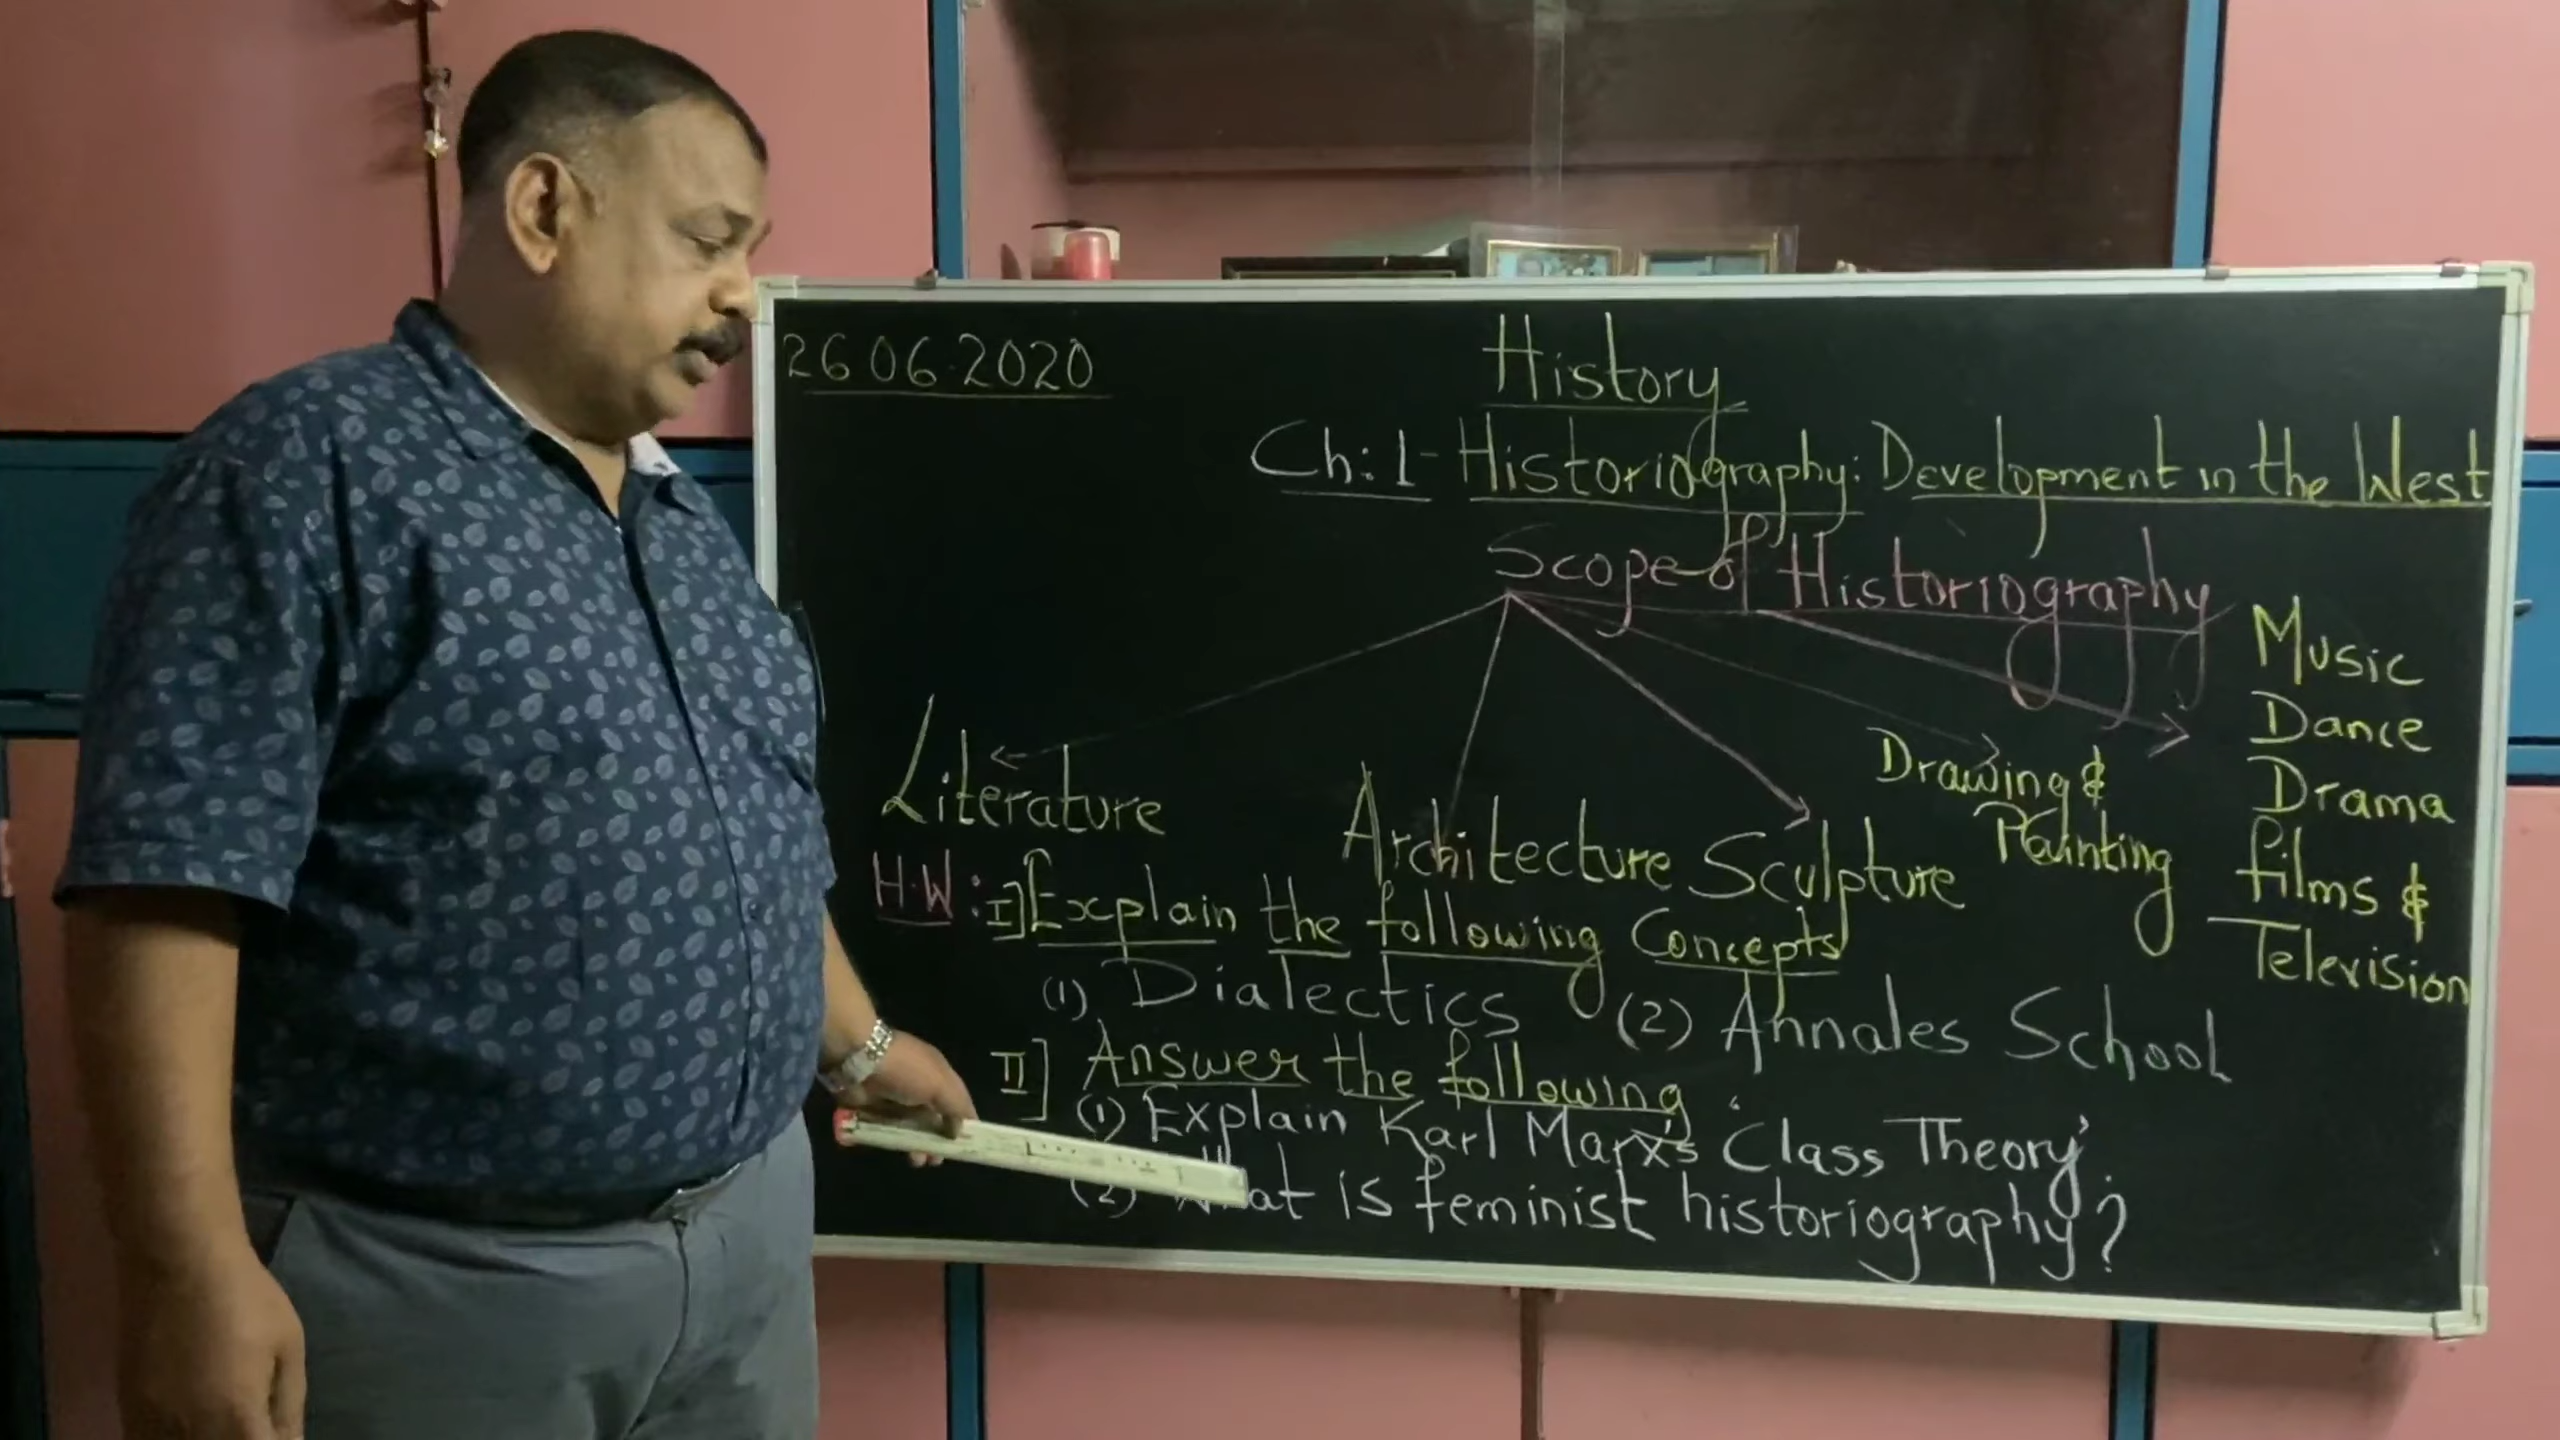 26 06.2020
History
Ch:1- Historiography: Development in the West
Scope of Historiography
Literature
Architecture
Sculpture
Drawing &
Painting
Music
Dance
Drama
films &
Television
H.W: I] Explain the following Concepts
(1) Dialectics (2) Annales School
II] Answer the following
(1) Explain Karl Marx's 'Class Theory'.
(2) What is feminist historiography?